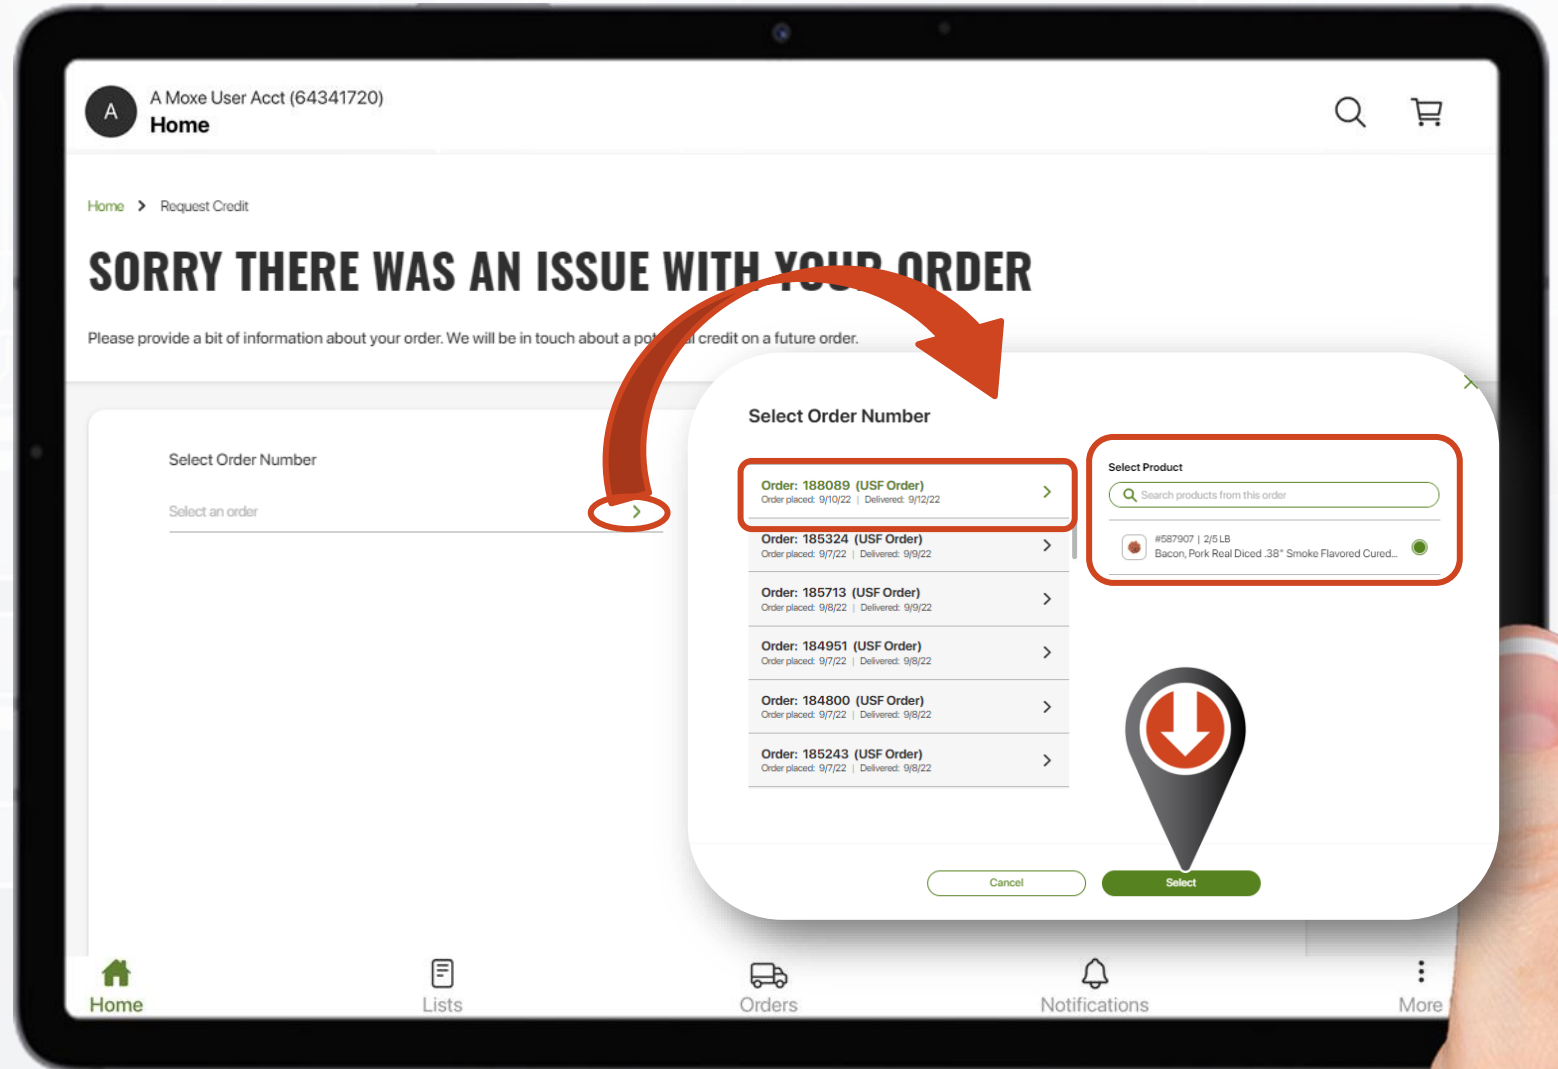 A
A Moxe User Acct (64341720)
Home
Home > Request Credit
SORRY THERE WAS AN ISSUE WITH YOUR ORDER
Please provide a bit of information about your order. We will be in touch about a potential credit on a future order.
Select Order Number
Select an order
Select Order Number
Order: 188089 (USF Order)
Order placed: 9/10/22 | Delivered: 9/12/22
Order: 185324 (USF Order)
Order placed: 9/7/22 | Delivered: 9/9/22
Order: 185713 (USF Order)
Order placed: 9/8/22 | Delivered: 9/9/22
Order: 184951 (USF Order)
Order placed: 9/7/22 | Delivered: 9/8/22
Order: 184800 (USF Order)
Order placed: 9/7/22 | Delivered: 9/8/22
Order: 185243 (USF Order)
Order placed: 9/7/22 | Delivered: 9/8/22
Select Product
Search products from this order
#587907 | 2/5 LB
Bacon, Pork Real Diced .38" Smoke Flavored Cured...
Cancel
Select
Home
Lists
Orders
Notifications
More